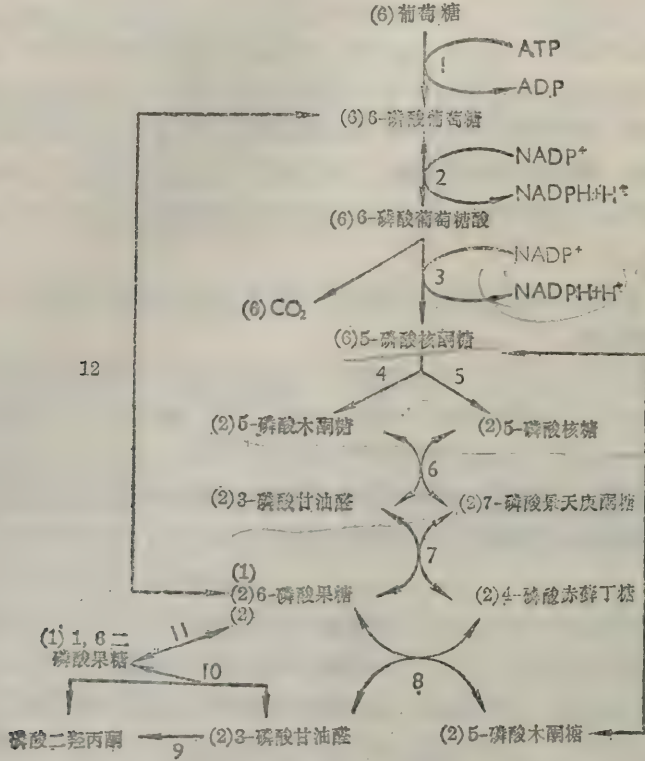 (6)葡萄糖
ATP
1
ADP
(6)6-磷酸葡萄糖
NADP⁺
2
NADPH+H⁺
(6)6-磷酸葡萄糖酸
NADP⁺
3
(6)CO₂
NADPH+H⁺
(6)5-磷酸核酮糖
12
4
5
(2)5-磷酸木酮糖
(2)5-磷酸核糖
6
(2)3-磷酸甘油醛
(2)7-磷酸景天庚酮糖
7
(1)
(2)6-磷酸果糖
(2)4-磷酸赤藓丁糖
(2)
(1)1,6二
磷酸果糖
11
10
8
磷酸二羟丙酮
9
(2)3-磷酸甘油醛
(2)5-磷酸木酮糖